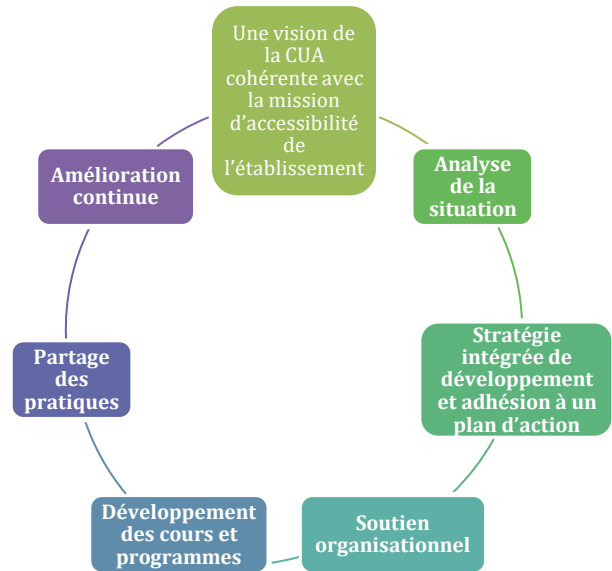 Une vision de
la CUA
cohérente avec
la mission
d'accessibilité
de
l'établissement
Analyse
de la
situation
Stratégie
intégrée de
développement
et adhésion à un
plan d'action
Soutien
organisationnel
Développement
des cours et
programmes
Partage
des
pratiques
Amélioration
continue